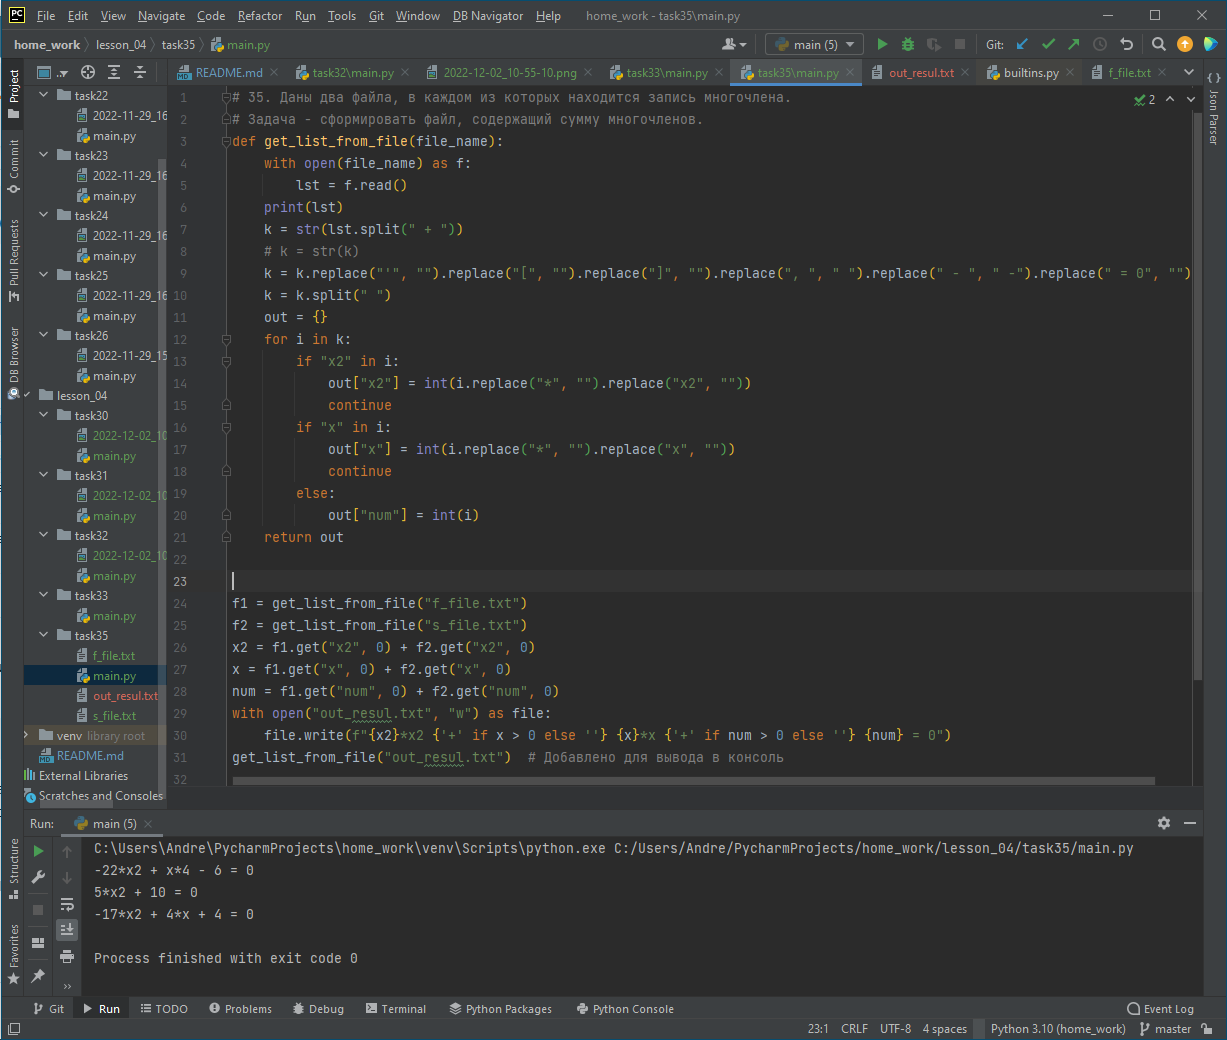 PC File Edit View Navigate Code Refactor Run Tools Git Window DB Navigator Help home_work - task35\main.py
home_work lesson_04 task35 main.py main (5) Git:
README.md task32\main.py 2022-12-02_10-55-10.png task33\main.py task35\main.py out_resul.txt builtins.py f_file.txt
Project
Commit
Pull Requests
DB Browser
Structure
Favorites
Json Parser
task22
2022-11-29_16
main.py
task23
2022-11-29_16
main.py
task24
2022-11-29_16
main.py
task25
2022-11-29_16
main.py
task26
2022-11-29_15
main.py
lesson_04
task30
2022-12-02_10
main.py
task31
2022-12-02_10
main.py
task32
2022-12-02_10
main.py
task33
main.py
task35
f_file.txt
main.py
out_resul.txt
s_file.txt
venv library root
README.md
External Libraries
Scratches and Consoles
2
1 # 35. Даны два файла, в каждом из которых находится запись многочлена.
2 # Задача - сформировать файл, содержащий сумму многочленов.
3 def get_list_from_file(file_name):
4 with open(file_name) as f:
5 lst = f.read()
6 print(lst)
7 k = str(lst.split(" + "))
8 # k = str(k)
9 k = k.replace("'", "").replace("[", "").replace("]", "").replace(", ", " ").replace(" - ", " -").replace(" = 0", "")
10 k = k.split(" ")
11 out = {}
12 for i in k:
13 if "x2" in i:
14 out["x2"] = int(i.replace("*", "").replace("x2", ""))
15 continue
16 if "x" in i:
17 out["x"] = int(i.replace("*", "").replace("x", ""))
18 continue
19 else:
20 out["num"] = int(i)
21 return out
22
23
24 f1 = get_list_from_file("f_file.txt")
25 f2 = get_list_from_file("s_file.txt")
26 x2 = f1.get("x2", 0) + f2.get("x2", 0)
27 x = f1.get("x", 0) + f2.get("x", 0)
28 num = f1.get("num", 0) + f2.get("num", 0)
29 with open("out_resul.txt", "w") as file:
30 file.write(f"{x2}*x2 {'+' if x > 0 else ''} {x}*x {'+' if num > 0 else ''} {num} = 0")
31 get_list_from_file("out_resul.txt") # Добавлено для вывода в консоль
32
Run: main (5)
C:\Users\Andre\PycharmProjects\home_work\venv\Scripts\python.exe C:/Users/Andre/PycharmProjects/home_work/lesson_04/task35/main.py
-22*x2 + x*4 - 6 = 0
5*x2 + 10 = 0
-17*x2 + 4*x + 4 = 0
Process finished with exit code 0
Git Run TODO Problems Debug Terminal Python Packages Python Console Event Log
23:1 CRLF UTF-8 4 spaces Python 3.10 (home_work) master